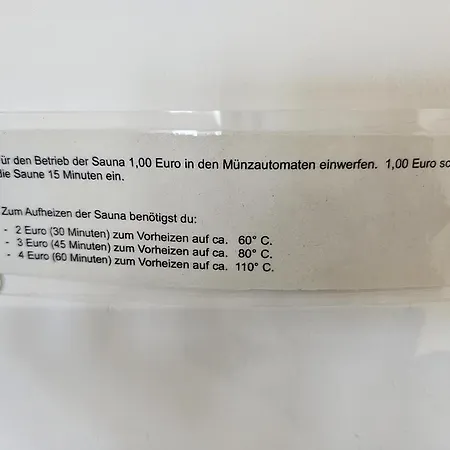 ür den Betrieb der Sauna 1,00 Euro in den Münzautomaten einwerfen. 1,00 Euro sc
die Saune 15 Minuten ein.
Zum Aufheizen der Sauna benötigst du:
- 2 Euro (30 Minuten) zum Vorheizen auf ca. 60° C.
- 3 Euro (45 Minuten) zum Vorheizen auf ca. 80° C.
- 4 Euro (60 Minuten) zum Vorheizen auf ca. 110° C.